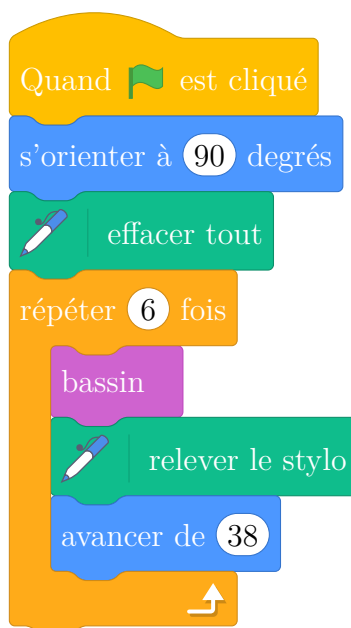 Quand est cliqué
s'orienter à 90 degrés
effacer tout
répéter 6 fois
bassin
relever le stylo
avancer de 38